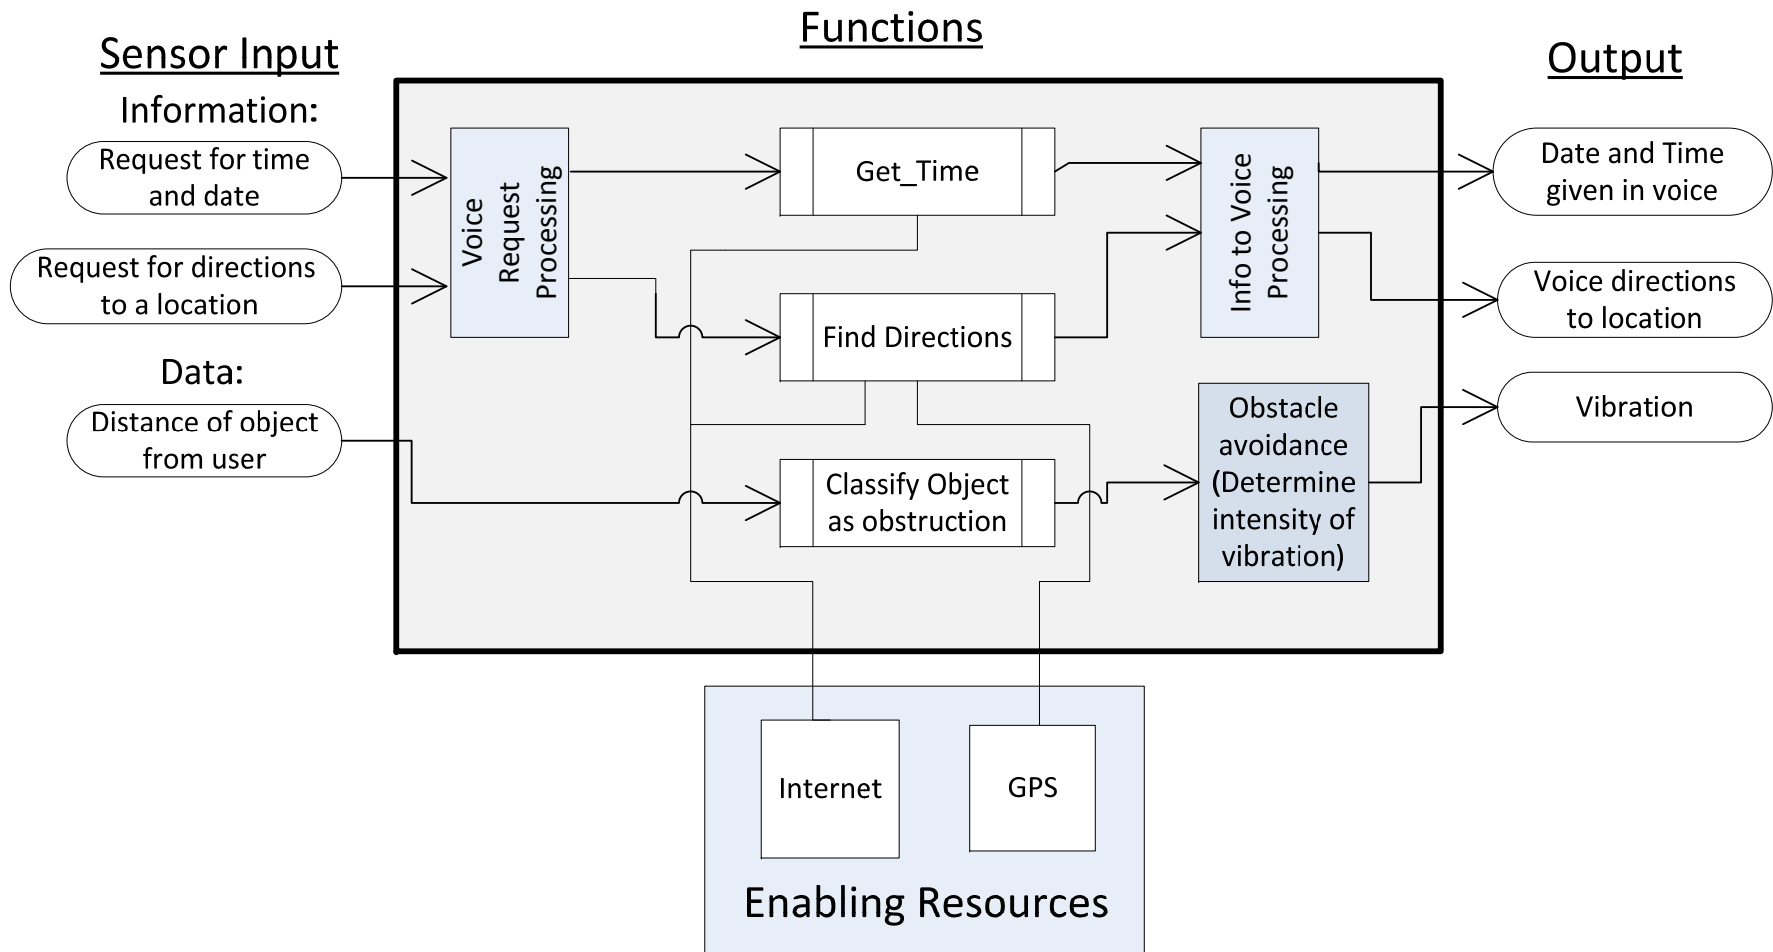 Functions
Sensor Input
Output
Information:
Request for time
and date
Request for directions
to a location
Data:
Distance of object
from user
Voice
Request
Processing
Get_Time
Find Directions
Classify Object
as obstruction
Info to Voice
Processing
Obstacle
avoidance
(Determine
intensity of
vibration)
Date and Time
given in voice
Voice directions
to location
Vibration
Internet
GPS
Enabling Resources